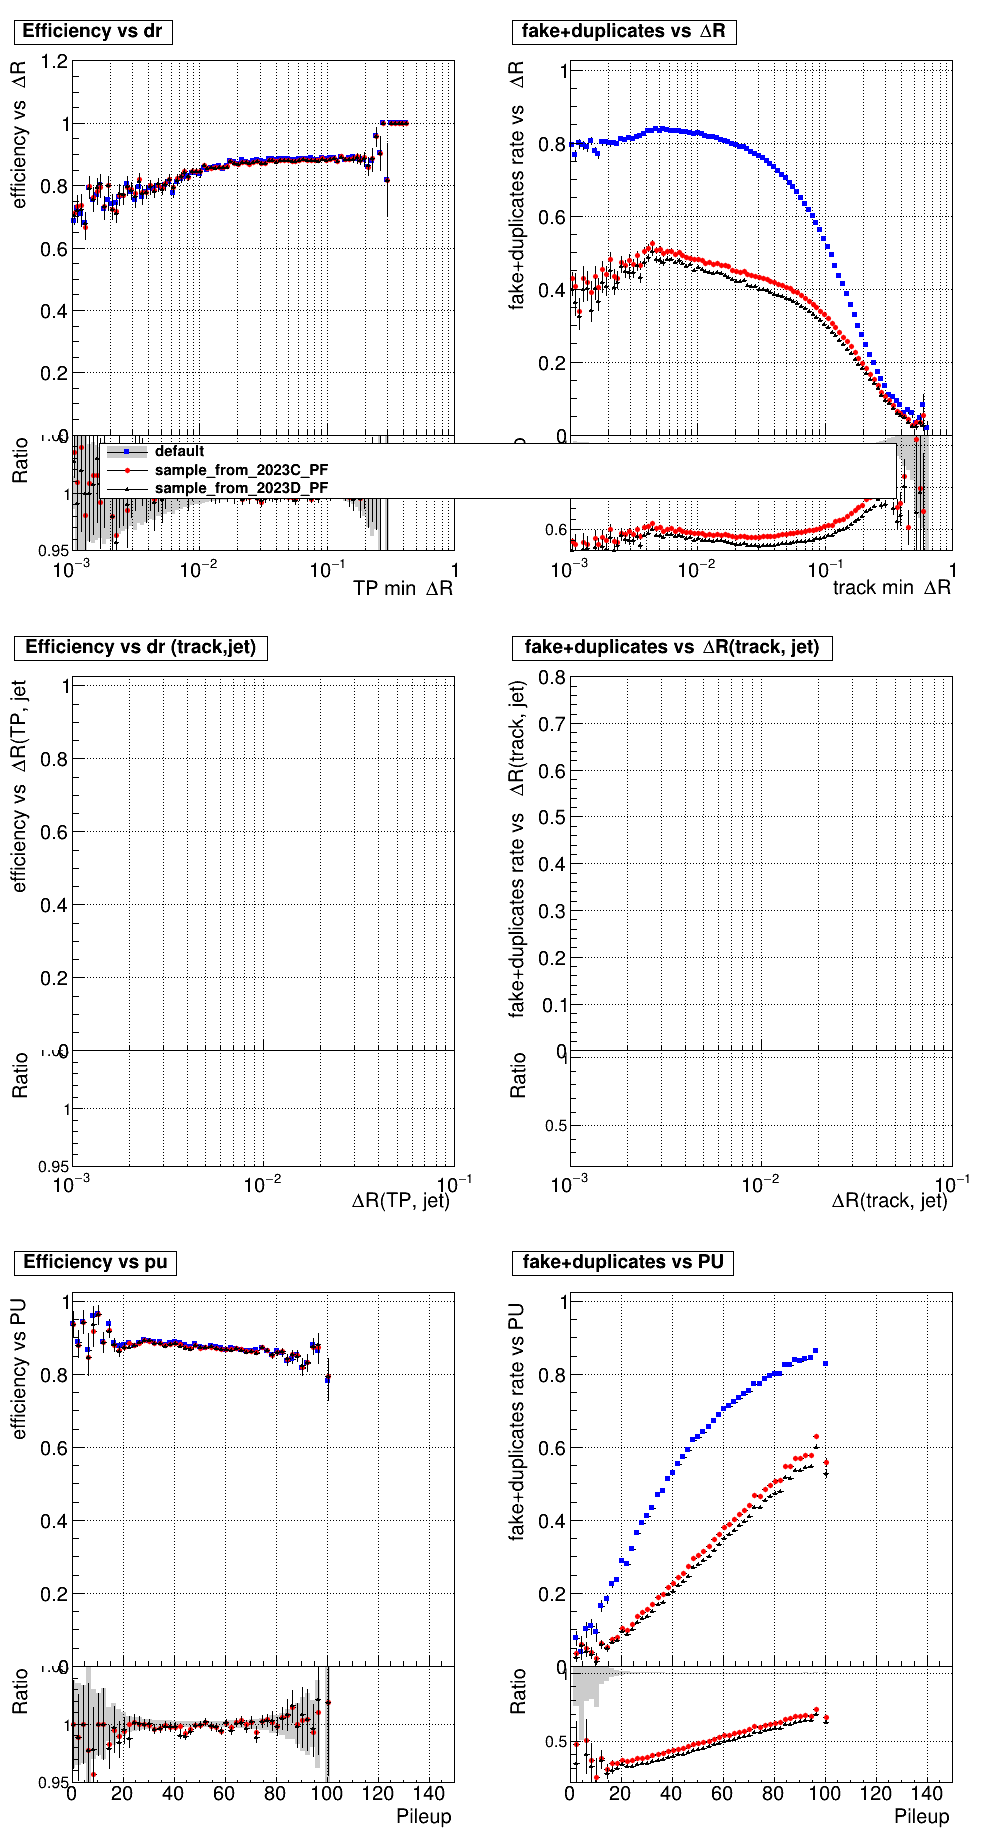 Efficiency vs dr
efficiency vs ΔR
1.2
1
0.8
0.6
0.4
0.2
0
Ratio
1
0.95
10⁻³
10⁻²
10⁻¹
1
TP min ΔR
default
sample_from_2023C_PF
sample_from_2023D_PF
fake+duplicates vs ΔR
fake+duplicates rate vs ΔR
1
0.8
0.6
0.4
0.2
0
0.6
10⁻³
10⁻²
10⁻¹
1
track min ΔR
Efficiency vs dr (track,jet)
efficiency vs ΔR(TP, jet
1
0.8
0.6
0.4
0.2
0
Ratio
1
0.95
10⁻³
10⁻²
10⁻¹
ΔR(TP, jet)
fake+duplicates vs ΔR(track, jet)
fake+duplicates rate vs ΔR(track, jet)
0.8
0.7
0.6
0.5
0.4
0.3
0.2
0.1
0
Ratio
1
0.5
10⁻³
10⁻²
10⁻¹
ΔR(track, jet)
Efficiency vs pu
efficiency vs PU
1
0.8
0.6
0.4
0.2
0
Ratio
1
0.95
0 20 40 60 80 100 120 140
Pileup
fake+duplicates vs PU
fake+duplicates rate vs PU
1
0.8
0.6
0.4
0.2
0
Ratio
1
0.5
0 20 40 60 80 100 120 140
Pileup